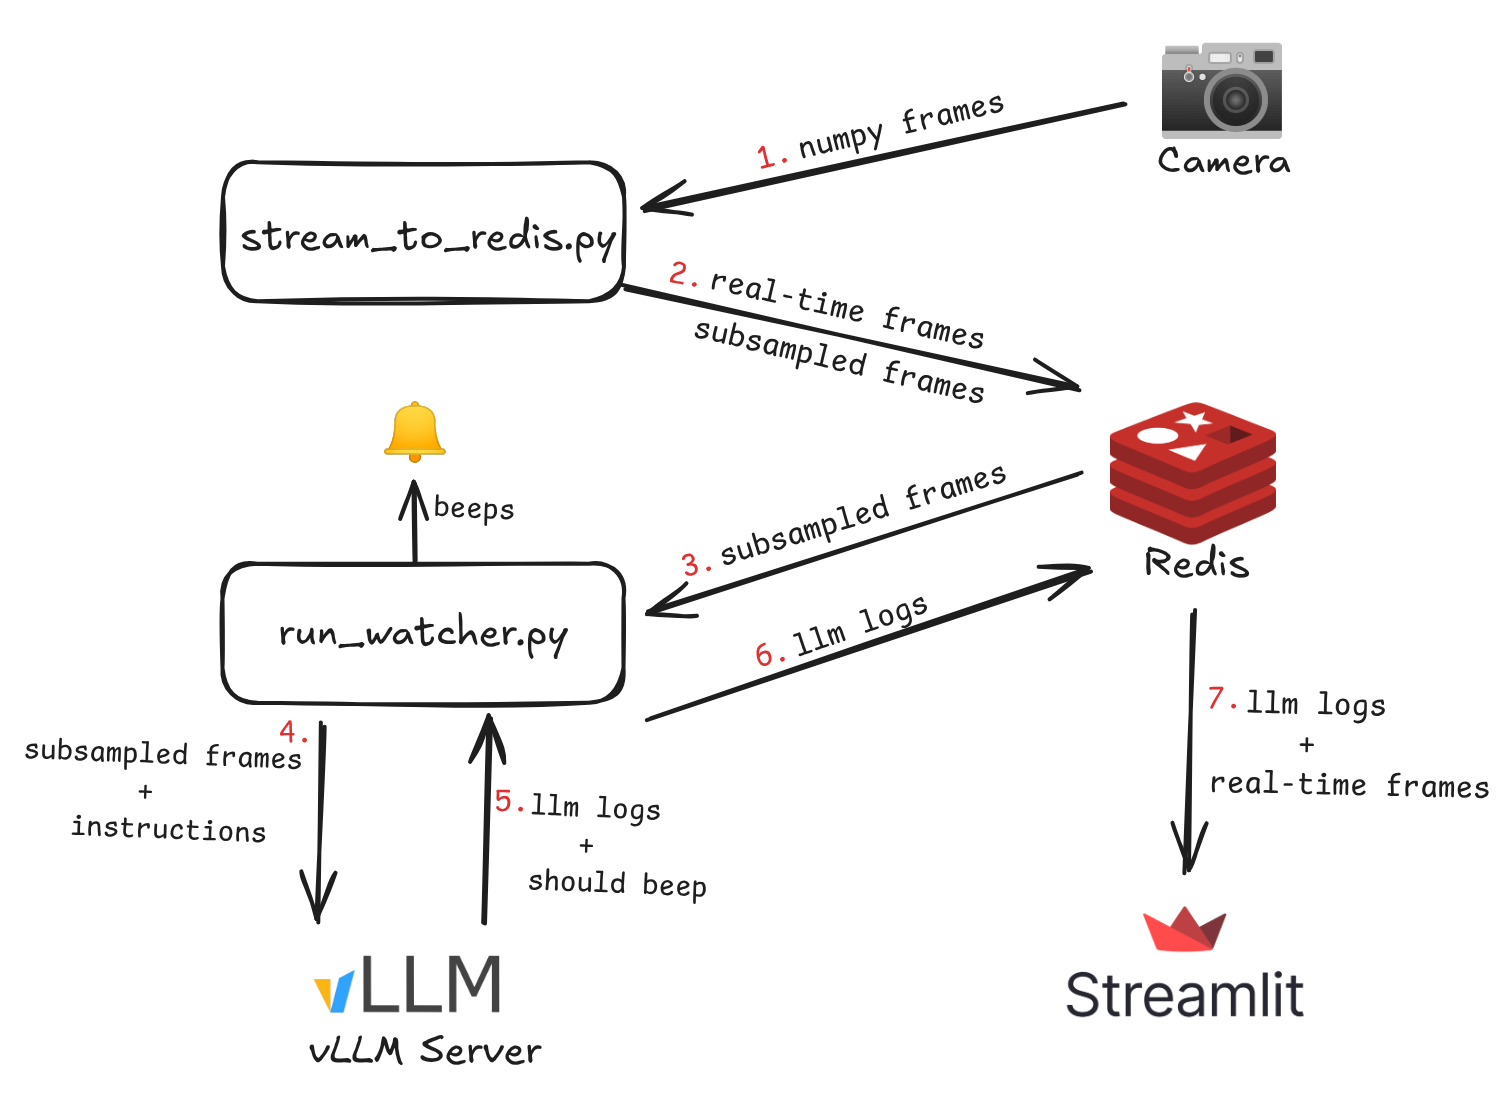 Camera
1. numpy frames
stream_to_redis.py
2. real-time frames
subsampled frames
beeps
3. subsampled frames
Redis
run_watcher.py
6. llm logs
4.
subsampled frames
+
instructions
5. llm logs
+
should beep
7. llm logs
+
real-time frames
vLLM
vLLM Server
Streamlit